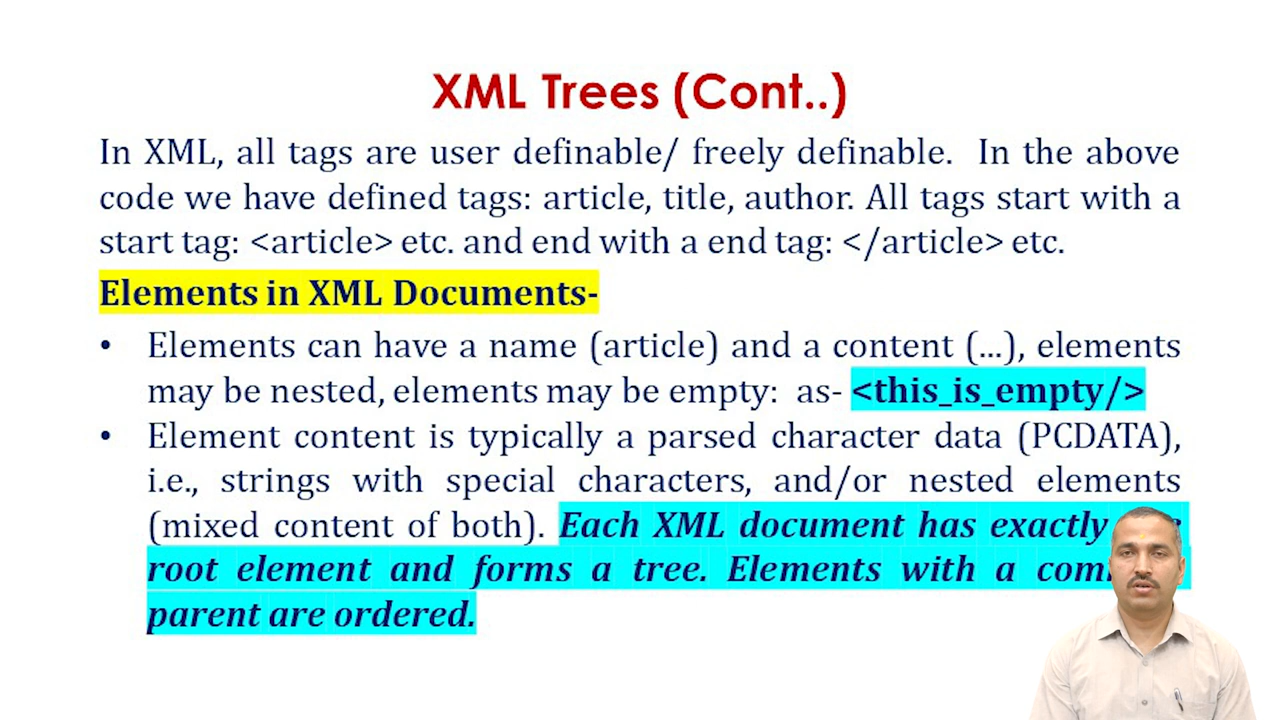 XML Trees (Cont..)
In XML, all tags are user definable/ freely definable. In the above
code we have defined tags: article, title, author. All tags start with a
start tag: <article> etc. and end with a end tag: </article> etc.
Elements in XML Documents-
• Elements can have a name (article) and a content (...), elements
may be nested, elements may be empty: as- <this_is_empty/>
• Element content is typically a parsed character data (PCDATA),
i.e., strings with special characters, and/or nested elements
(mixed content of both). Each XML document has exactly
root element and forms a tree. Elements with a
parent are ordered.